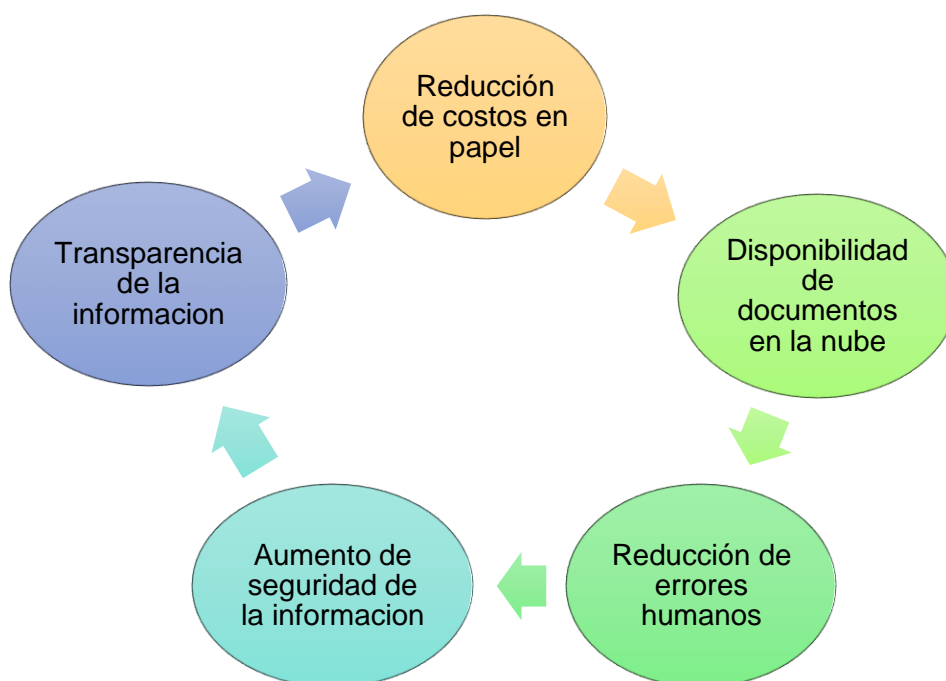 Reducción
de costos en
papel
Disponibilidad
de
documentos
en la nube
Reducción de
errores
humanos
Aumento de
seguridad de
la informacion
Transparencia
de la
informacion